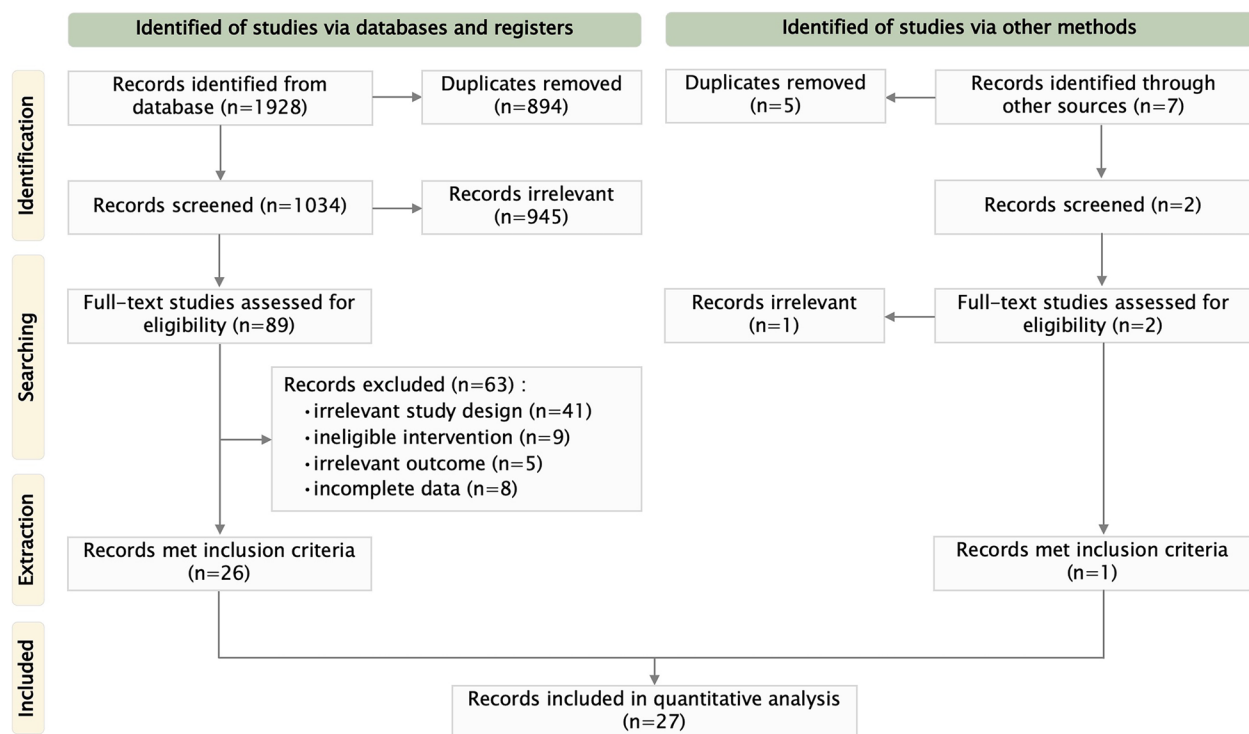 Identified of studies via databases and registers
Identified of studies via other methods
Identification
Records identified from
database (n=1928)
Duplicates removed
(n=894)
Duplicates removed
(n=5)
Records identified through
other sources (n=7)
Records screened (n=1034)
Records irrelevant
(n=945)
Records screened (n=2)
Searching
Full-text studies assessed for
eligibility (n=89)
Records irrelevant
(n=1)
Full-text studies assessed for
eligibility (n=2)
Records excluded (n=63) :
•irrelevant study design (n=41)
•ineligible intervention (n=9)
•irrelevant outcome (n=5)
•incomplete data (n=8)
Extraction
Records met inclusion criteria
(n=26)
Records met inclusion criteria
(n=1)
Included
Records included in quantitative analysis
(n=27)